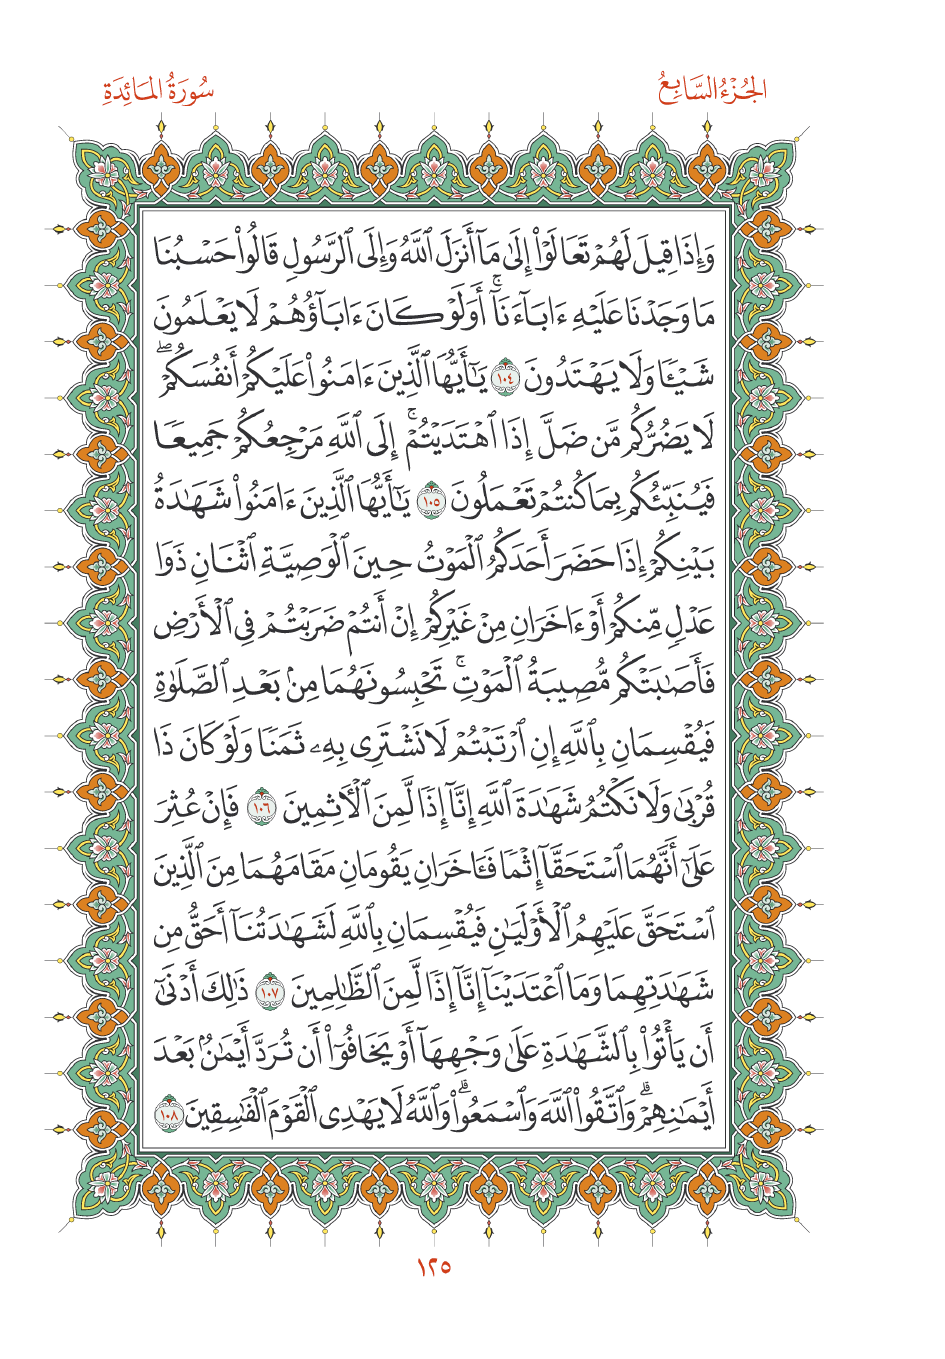 الجُزْءُ السَّابِعُ
سُورَةُ المَائِدَةِ
وَإِذَا قِيلَ لَهُمْ تَعَالَوْا۟ إِلَىٰ مَآ أَنزَلَ ٱللَّهُ وَإِلَى ٱلرَّسُولِ قَالُوا۟ حَسْبُنَا
مَا وَجَدْنَا عَلَيْهِ ءَابَآءَنَآ ۚ أَوَلَوْ كَانَ ءَابَآؤُهُمْ لَا يَعْلَمُونَ
شَيْـًٔا وَلَا يَهْتَدُونَ ١٠٤ يَـٰٓأَيُّهَا ٱلَّذِينَ ءَامَنُوا۟ عَلَيْكُمْ أَنفُسَكُمْ ۖ
لَا يَضُرُّكُم مَّن ضَلَّ إِذَا ٱهْتَدَيْتُمْ ۚ إِلَى ٱللَّهِ مَرْجِعُكُمْ جَمِيعًا
فَيُنَبِّئُكُم بِمَا كُنتُمْ تَعْمَلُونَ ١٠٥ يَـٰٓأَيُّهَا ٱلَّذِينَ ءَامَنُوا۟ شَهَـٰدَةُ
بَيْنِكُمْ إِذَا حَضَرَ أَحَدَكُمُ ٱلْمَوْتُ حِينَ ٱلْوَصِيَّةِ ٱثْنَانِ ذَوَا
عَدْلٍ مِّنكُمْ أَوْ ءَاخَرَانِ مِنْ غَيْرِكُمْ إِنْ أَنتُمْ ضَرَبْتُمْ فِى ٱلْأَرْضِ
فَأَصَـٰبَتْكُم مُّصِيبَةُ ٱلْمَوْتِ ۚ تَحْبِسُونَهُمَا مِنۢ بَعْدِ ٱلصَّلَوٰةِ
فَيُقْسِمَانِ بِٱللَّهِ إِنِ ٱرْتَبْتُمْ لَا نَشْتَرِى بِهِۦ ثَمَنًا وَلَوْ كَانَ ذَا
قُرْبَىٰ وَلَا نَكْتُمُ شَهَـٰدَةَ ٱللَّهِ إِنَّآ إِذًا لَّمِنَ ٱلْـَٔاثِمِينَ ١٠٦ فَإِنْ عُثِرَ
عَلَىٰٓ أَنَّهُمَا ٱسْتَحَقَّآ إِثْمًا فَـَٔاخَرَانِ يَقُومَانِ مَقَامَهُمَا مِنَ ٱلَّذِينَ
ٱسْتَحَقَّ عَلَيْهِمُ ٱلْأَوْلَيَـٰنِ فَيُقْسِمَانِ بِٱللَّهِ لَشَهَـٰدَتُنَآ أَحَقُّ مِن
شَهَـٰدَتِهِمَا وَمَا ٱعْتَدَيْنَآ إِنَّآ إِذًا لَّمِنَ ٱلظَّـٰلِمِينَ ١٠٧ ذَٰلِكَ أَدْنَىٰٓ
أَن يَأْتُوا۟ بِٱلشَّهَـٰدَةِ عَلَىٰ وَجْهِهَآ أَوْ يَخَافُوٓا۟ أَن تُرَدَّ أَيْمَـٰنٌۢ بَعْدَ
أَيْمَـٰنِهِمْ ۗ وَٱتَّقُوا۟ ٱللَّهَ وَٱسْمَعُوا۟ ۗ وَٱللَّهُ لَا يَهْدِى ٱلْقَوْمَ ٱلْفَـٰسِقِينَ ١٠٨
١٢٥